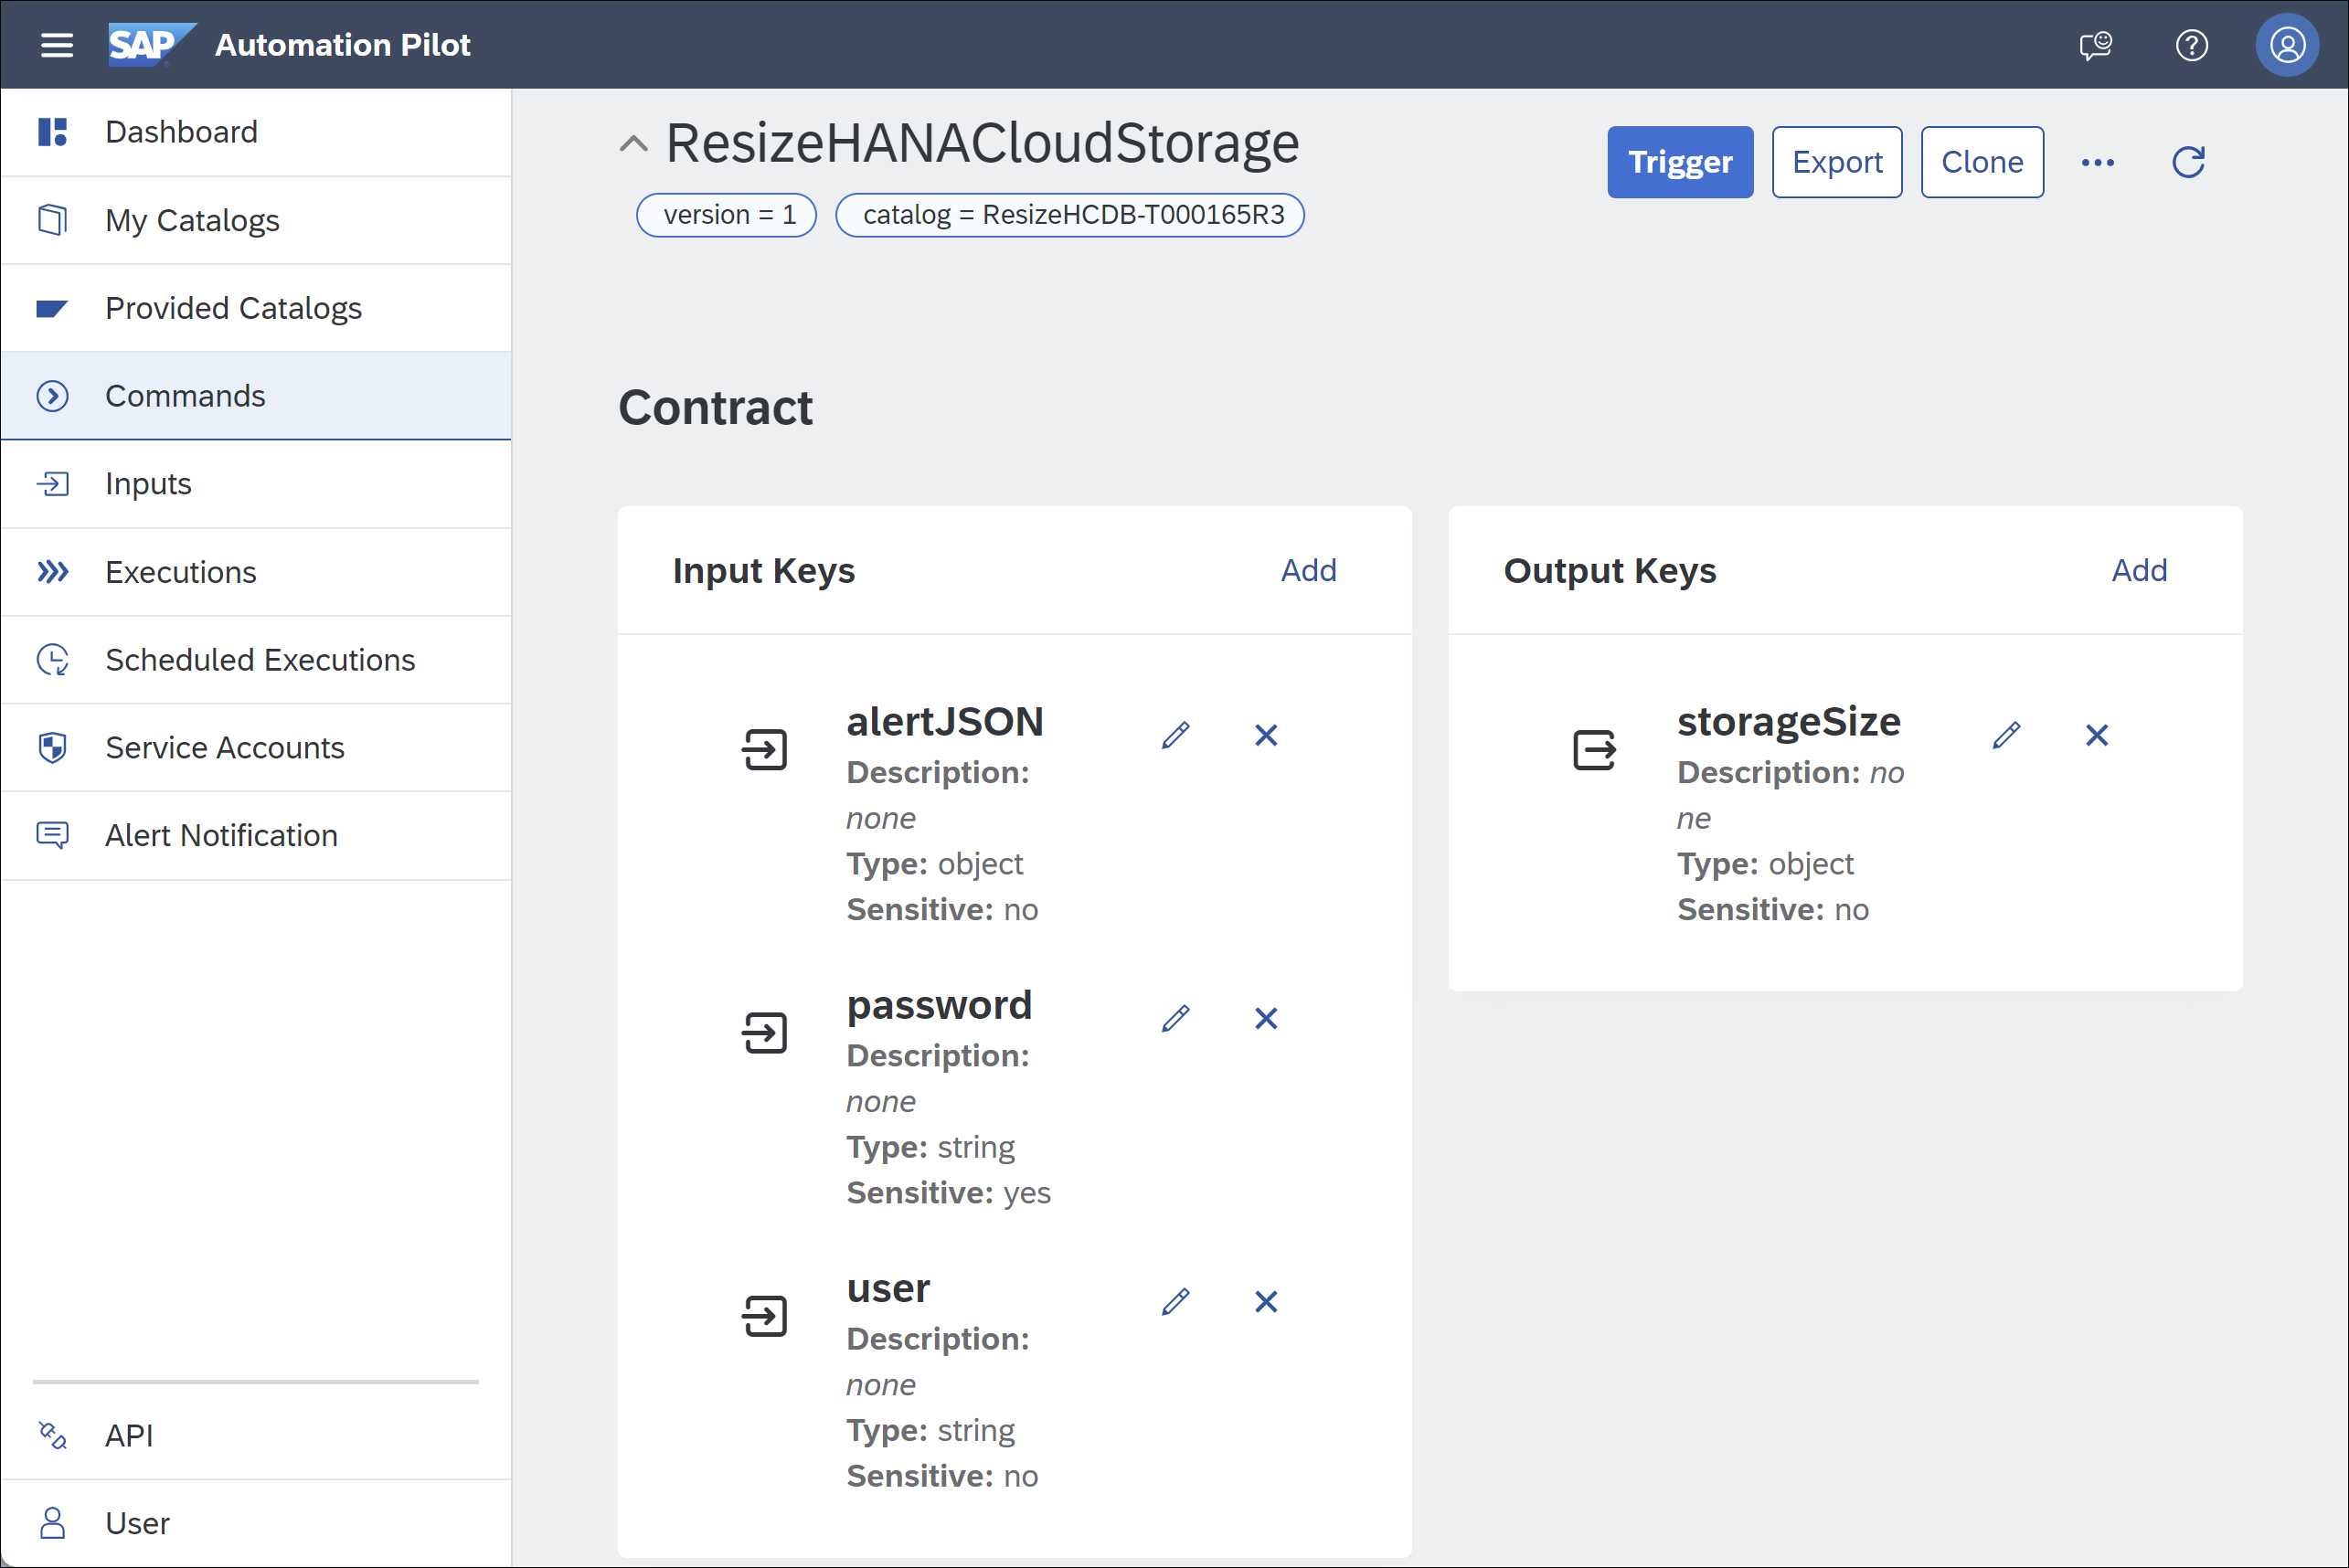 SAP Automation Pilot
Dashboard
My Catalogs
Provided Catalogs
Commands
Inputs
Executions
Scheduled Executions
Service Accounts
Alert Notification
API
User
ResizeHANACloudStorage
Trigger
Export
Clone
version = 1
catalog = ResizeHCDB-T000165R3
Contract
Input Keys
Add
alertJSON
Description:
none
Type: object
Sensitive: no
password
Description:
none
Type: string
Sensitive: yes
user
Description:
none
Type: string
Sensitive: no
Output Keys
Add
storageSize
Description: no
ne
Type: object
Sensitive: no